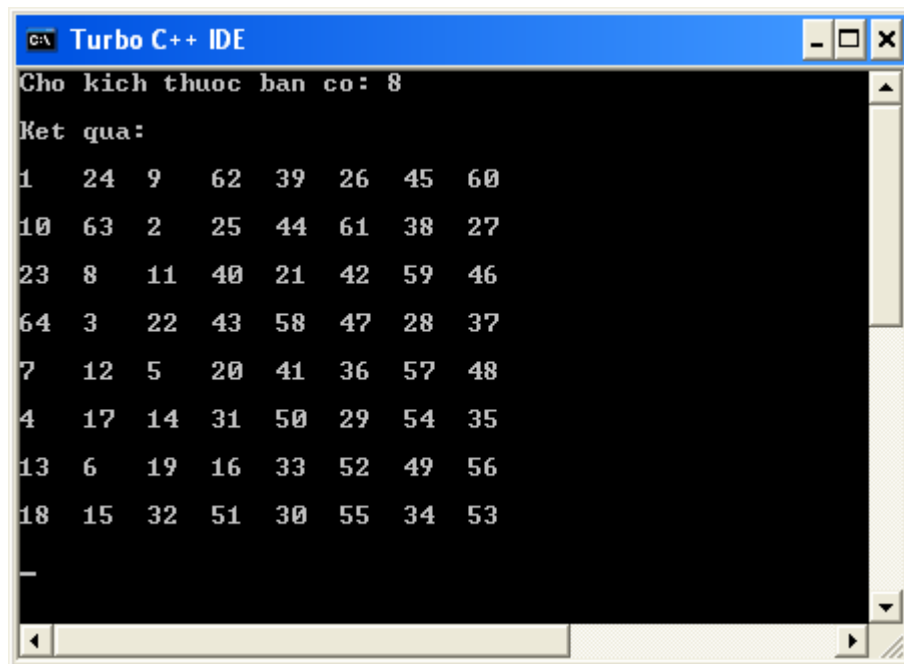 C:\ Turbo C++ IDE
Cho kich thuoc ban co: 8
Ket qua:
1 24 9 62 39 26 45 60
10 63 2 25 44 61 38 27
23 8 11 40 21 42 59 46
64 3 22 43 58 47 28 37
7 12 5 20 41 36 57 48
4 17 14 31 50 29 54 35
13 6 19 16 33 52 49 56
18 15 32 51 30 55 34 53
_